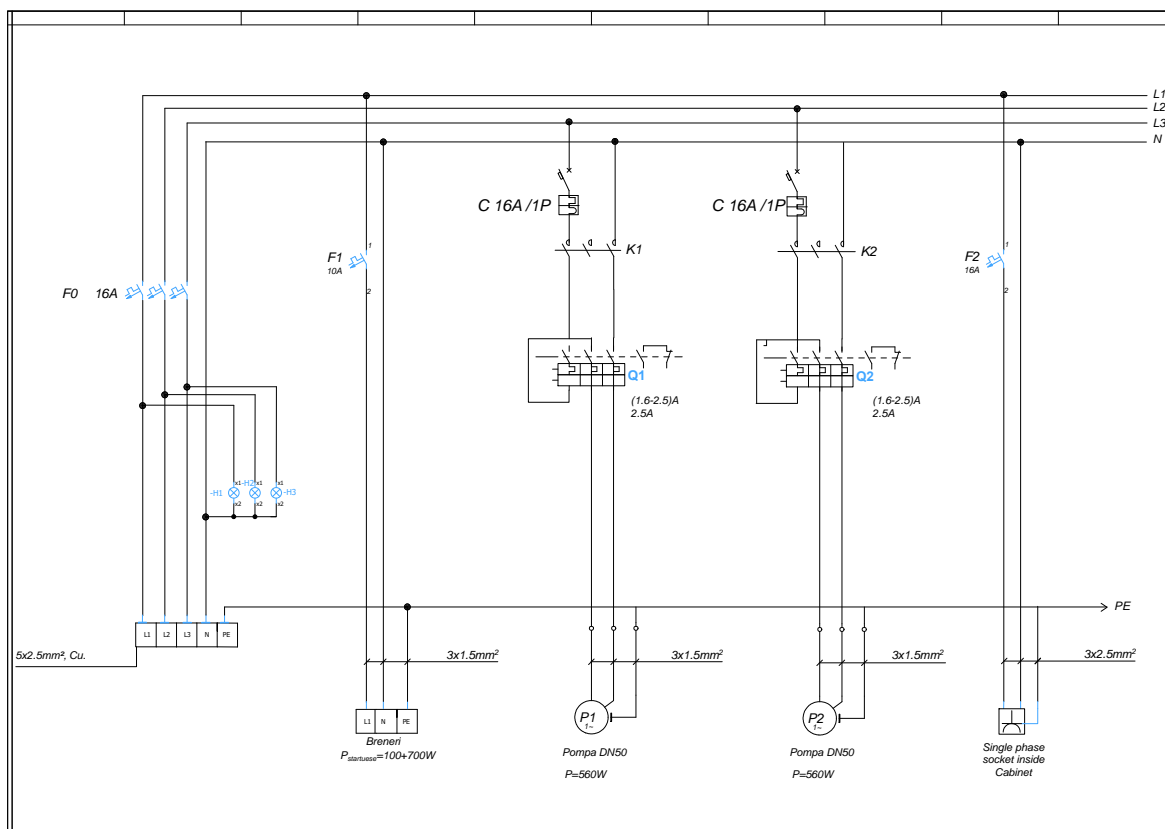 L1
L2
L3
N
C 16A /1P
C 16A /1P
F1
10A
1
2
K1
K2
F2
16A
1
2
F0 16A
Q1
(1.6-2.5)A
2.5A
Q2
(1.6-2.5)A
2.5A
-H1 x1 x2
-H2 x1 x2
-H3 x1 x2
PE
L1 L2 L3 N PE
5x2.5mm², Cu.
3x1.5mm²
3x1.5mm²
3x1.5mm²
3x2.5mm²
L1 N PE
Breneri
Pstartuese=100+700W
P1
1~
Pompa DN50
P=560W
P2
1~
Pompa DN50
P=560W
Single phase
socket inside
Cabinet